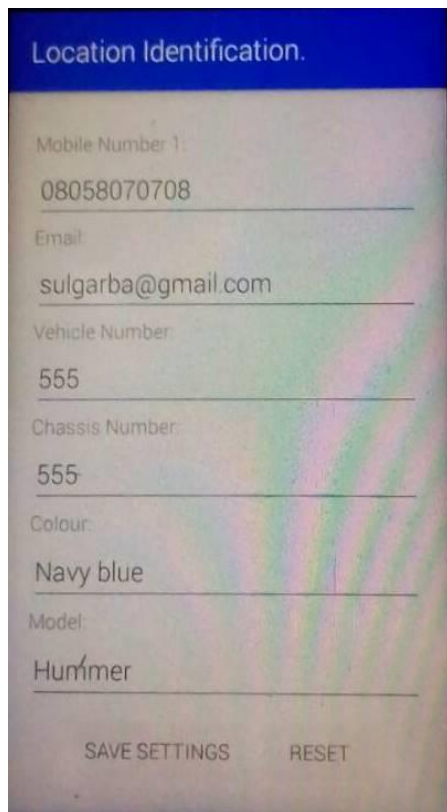 Location Identification.
Mobile Number 1:
08058070708
Email:
sulgarba@gmail.com
Vehicle Number:
555
Chassis Number:
555
Colour:
Navy blue
Model:
Hummer
SAVE SETTINGS RESET